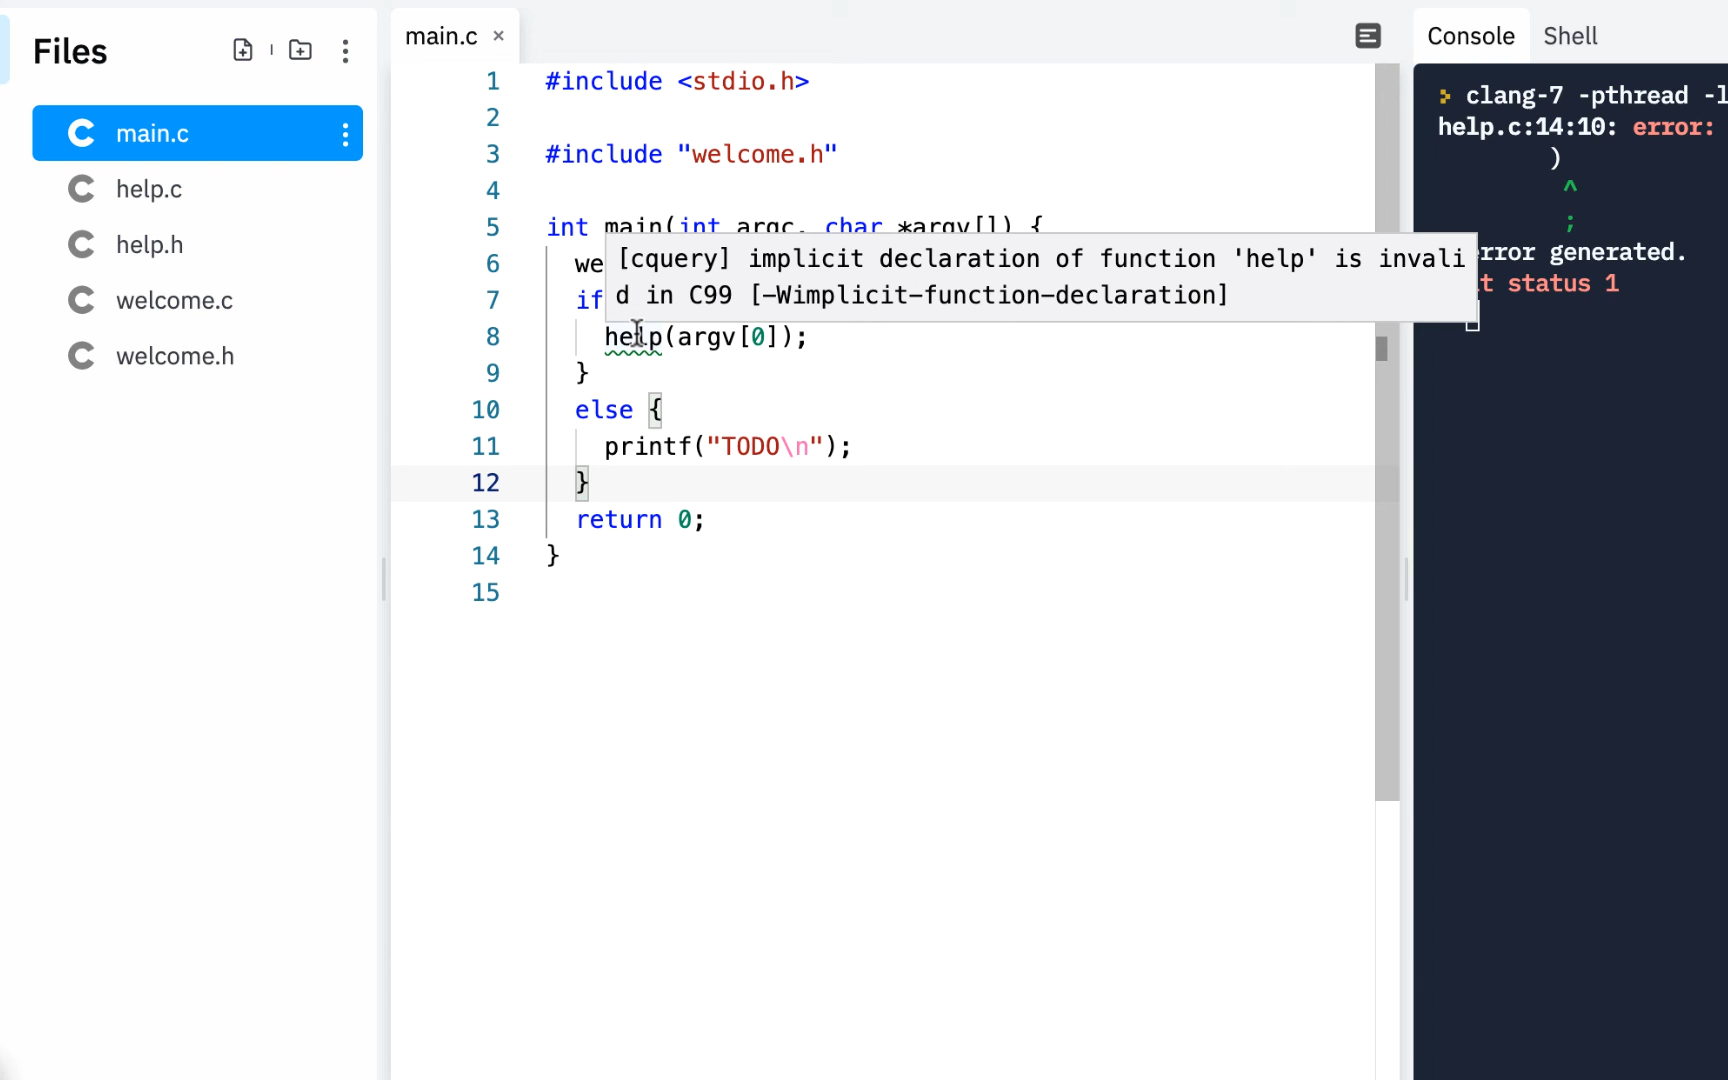 Files
main.c
help.c
help.h
welcome.c
welcome.h
main.c ×
1 #include <stdio.h>
2
3 #include "welcome.h"
4
5 int main(int argc, char *argv[]) {
6 we
[cquery] implicit declaration of function 'help' is invali
d in C99 [-Wimplicit-function-declaration]
7 if
8 help(argv[0]);
9 }
10 else {
11 printf("TODO\n");
12 }
13 return 0;
14 }
15
Console Shell
clang-7 -pthread -l
help.c:14:10: error:
)
^
;
error generated.
t status 1